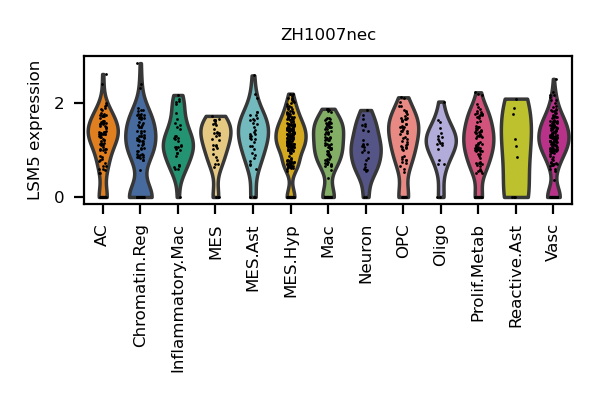 ZH1007nec
LSM5 expression
2
0
AC
Chromatin.Reg
Inflammatory.Mac
MES
MES.Ast
MES.Hyp
Mac
Neuron
OPC
Oligo
Prolif.Metab
Reactive.Ast
Vasc